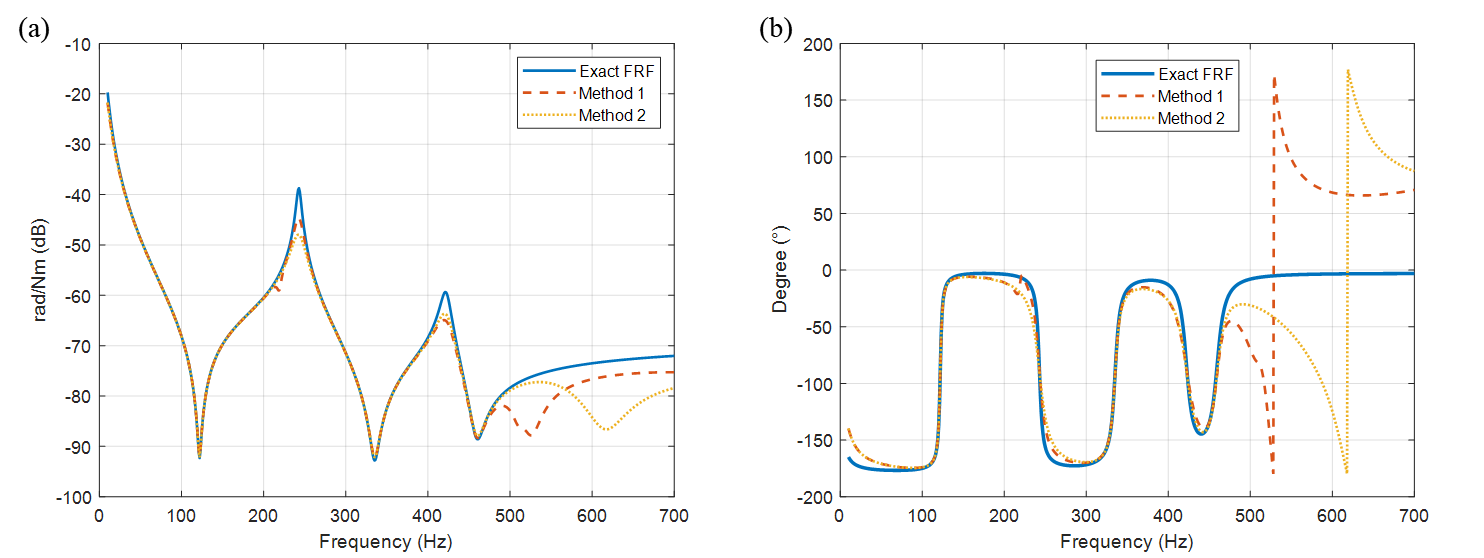 (a)
-10
-20
-30
-40
-50
-60
-70
-80
-90
-100
rad/Nm (dB)
0 100 200 300 400 500 600 700
Frequency (Hz)
Exact FRF
Method 1
Method 2
(b)
200
150
100
50
0
-50
-100
-150
-200
Degree (°)
0 100 200 300 400 500 600 700
Frequency (Hz)
Exact FRF
Method 1
Method 2